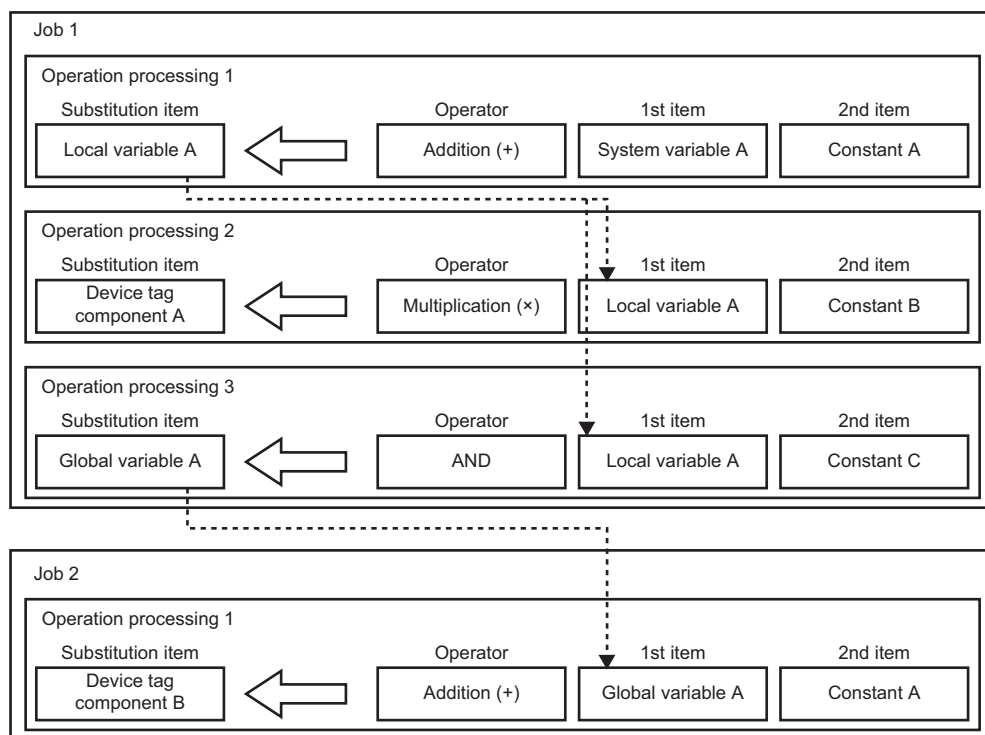 Job 1
Operation processing 1
Substitution item Operator 1st item 2nd item
Local variable A Addition (+) System variable A Constant A
Operation processing 2
Substitution item Operator 1st item 2nd item
Device tag
component A Multiplication (×) Local variable A Constant B
Operation processing 3
Substitution item Operator 1st item 2nd item
Global variable A AND Local variable A Constant C
Job 2
Operation processing 1
Substitution item Operator 1st item 2nd item
Device tag
component B Addition (+) Global variable A Constant A